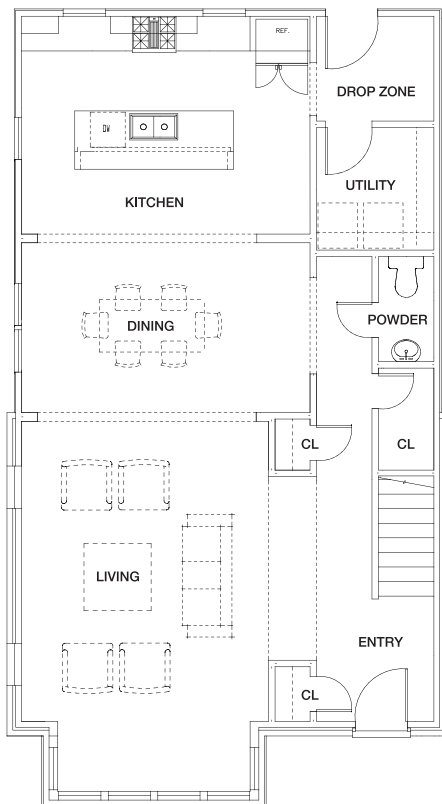 REF.
DROP ZONE
DW
UTILITY
KITCHEN
POWDER
DINING
CL
CL
LIVING
ENTRY
CL